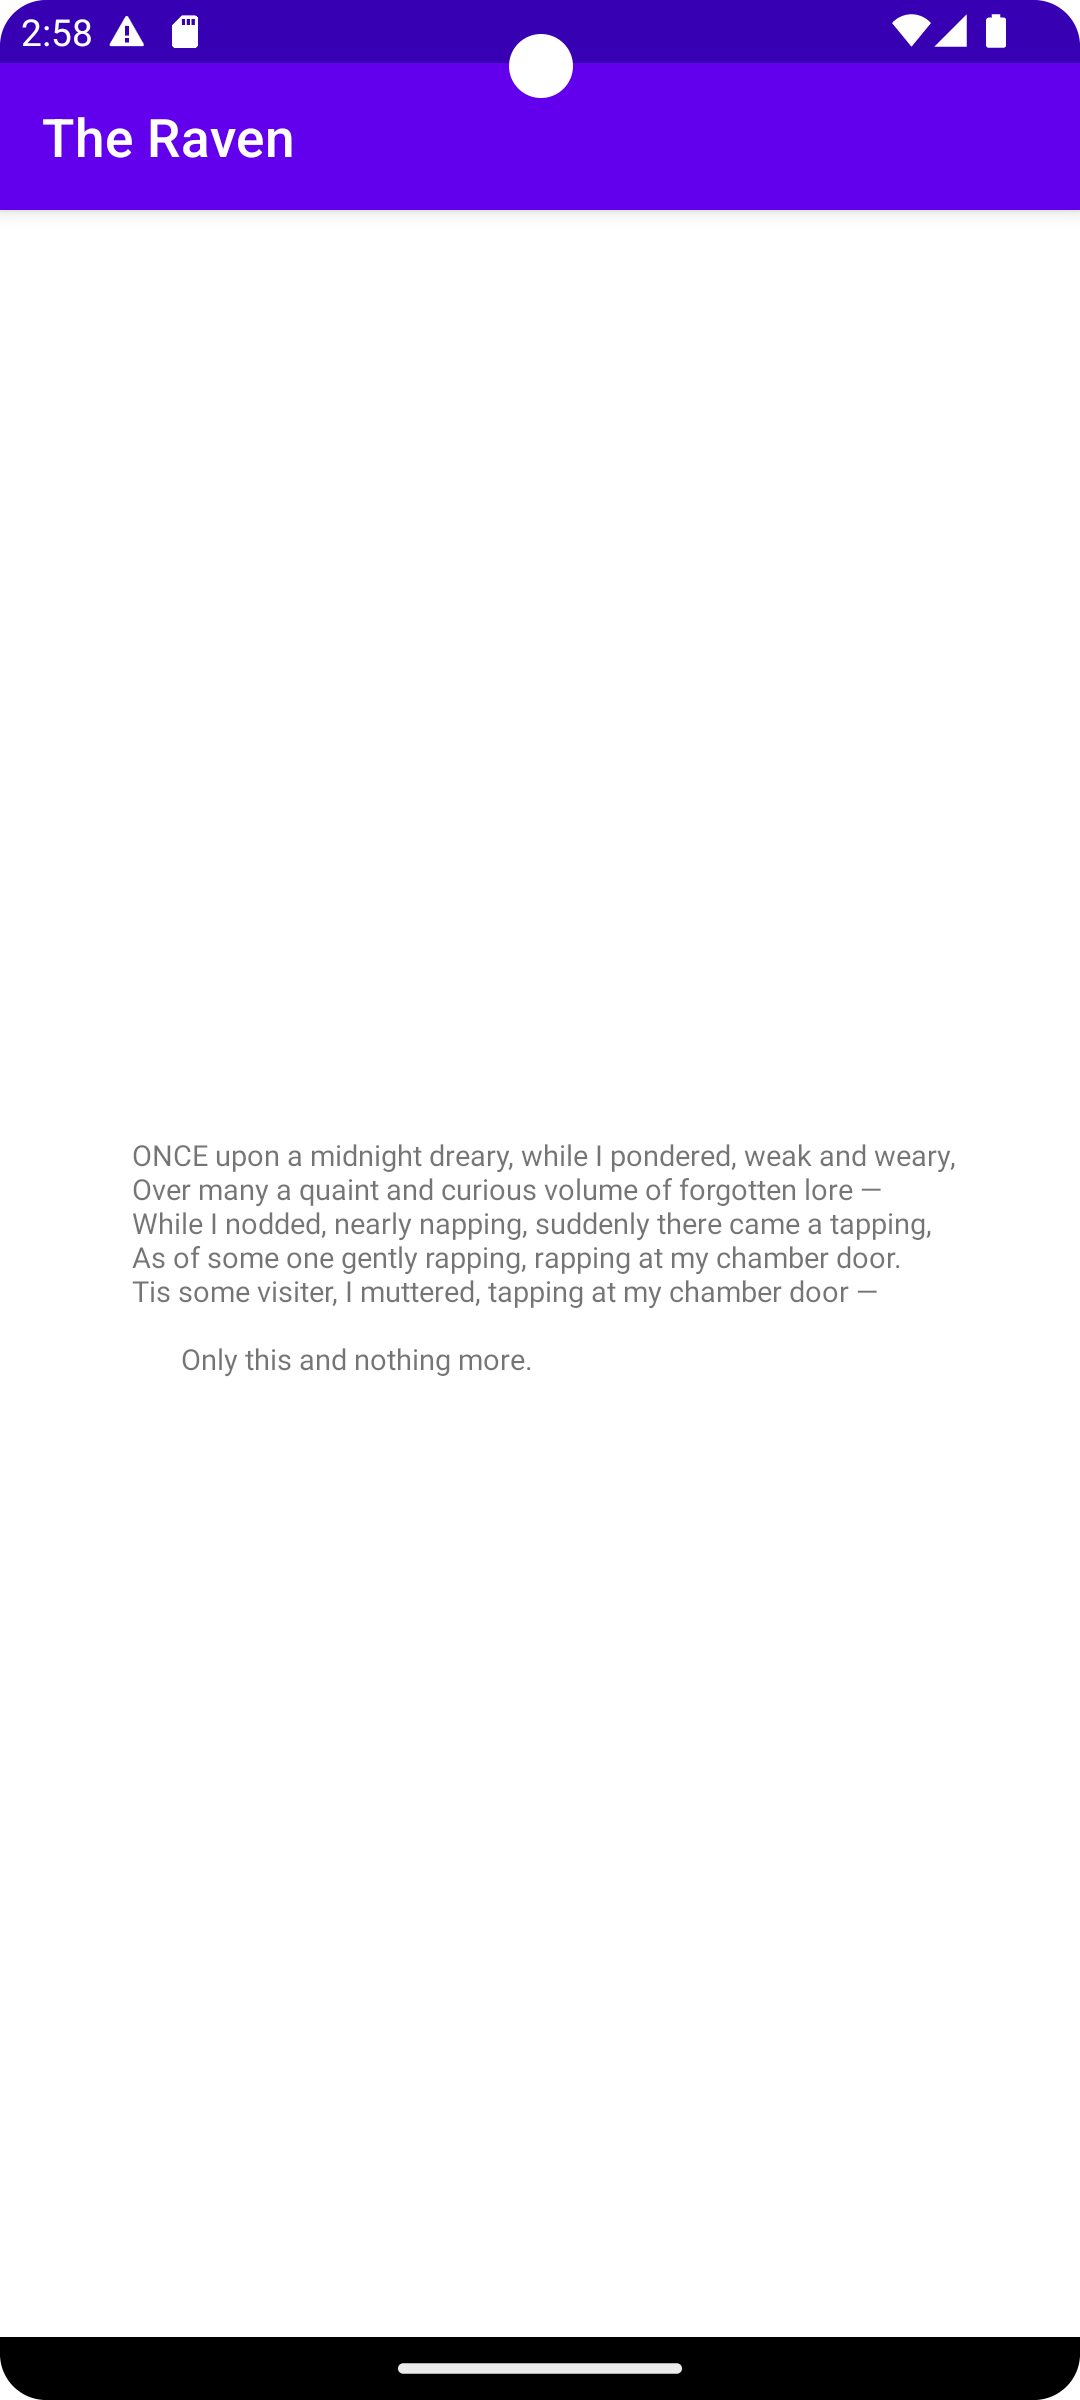 2:58
The Raven
ONCE upon a midnight dreary, while I pondered, weak and weary,
Over many a quaint and curious volume of forgotten lore —
While I nodded, nearly napping, suddenly there came a tapping,
As of some one gently rapping, rapping at my chamber door.
Tis some visiter, I muttered, tapping at my chamber door —
Only this and nothing more.